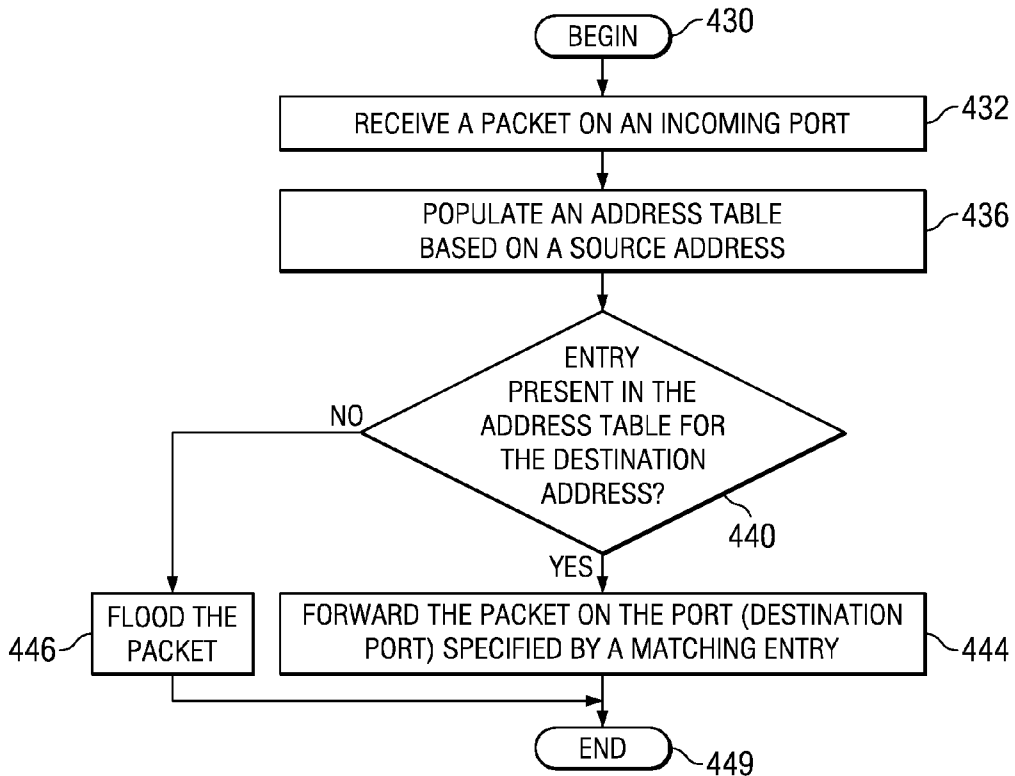 BEGIN
430
RECEIVE A PACKET ON AN INCOMING PORT
432
POPULATE AN ADDRESS TABLE
BASED ON A SOURCE ADDRESS
436
ENTRY
PRESENT IN THE
ADDRESS TABLE FOR
THE DESTINATION
ADDRESS?
440
NO
YES
FLOOD THE
PACKET
446
FORWARD THE PACKET ON THE PORT (DESTINATION
PORT) SPECIFIED BY A MATCHING ENTRY
444
END
449